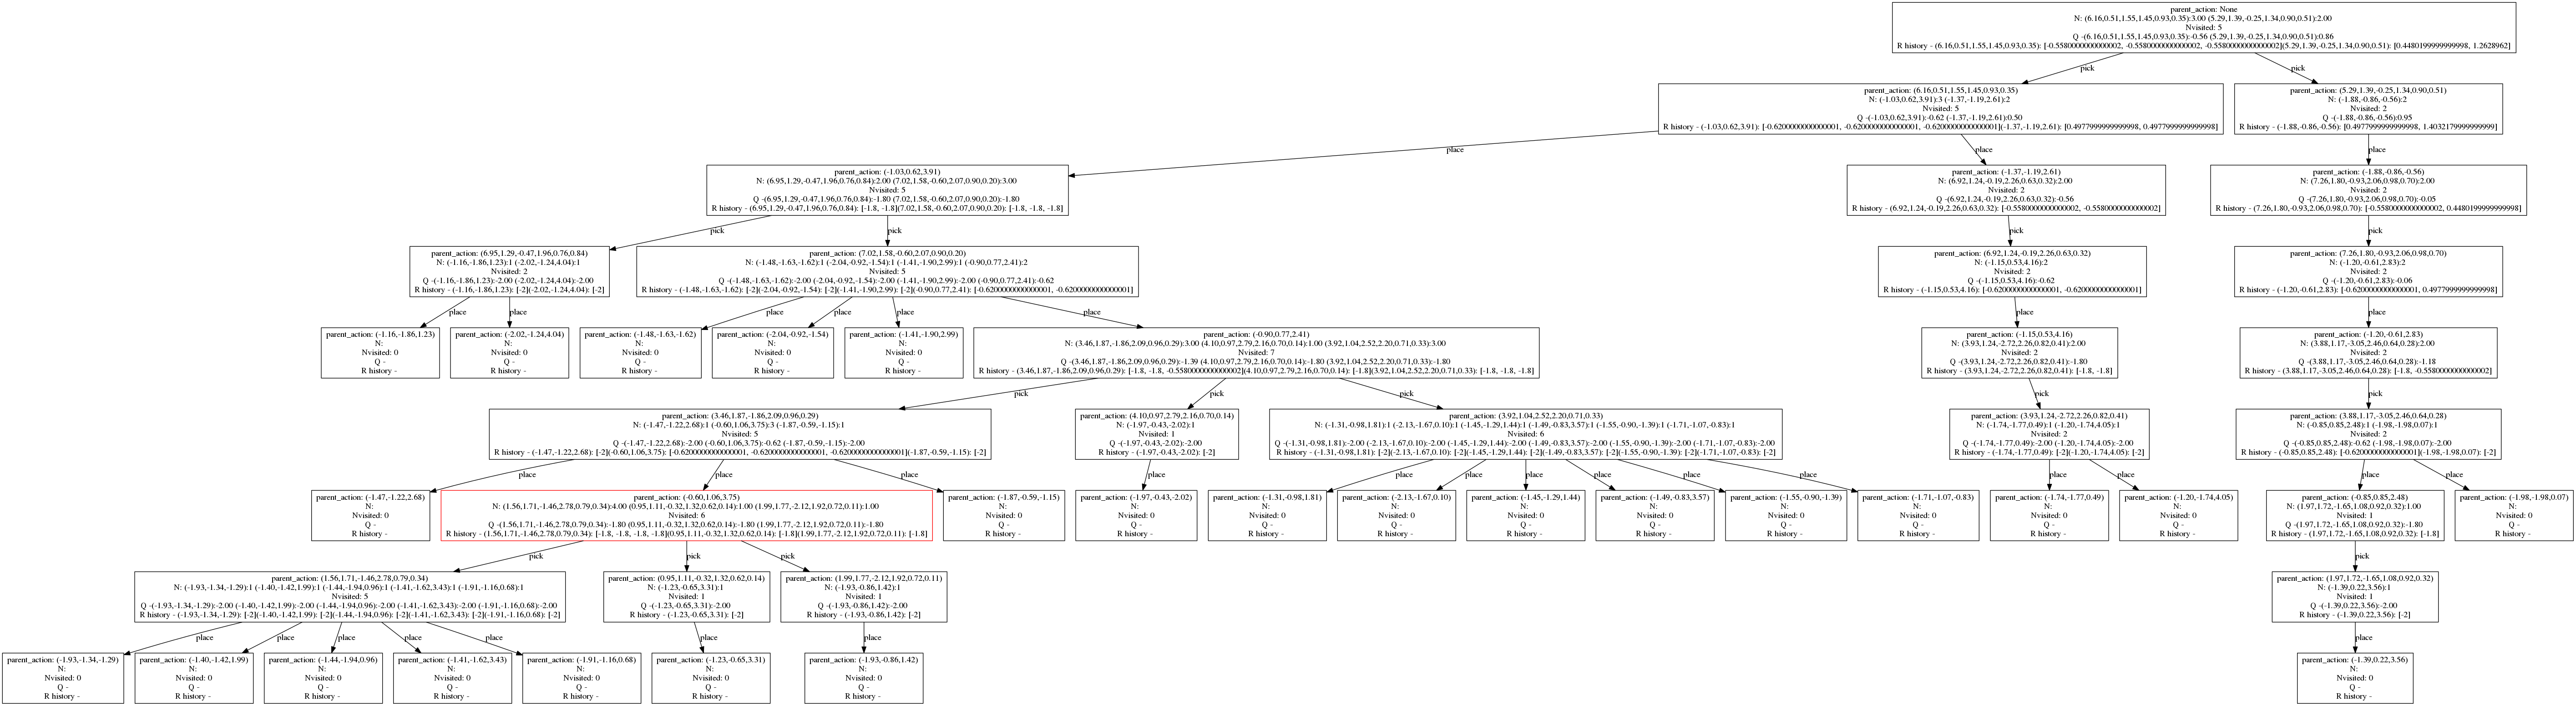 parent_action: None
N: (6.16,0.51,1.55,1.45,0.93,0.35):3.00 (5.29,1.39,-0.25,1.34,0.90,0.51):2.00
Nvisited: 5
Q -(6.16,0.51,1.55,1.45,0.93,0.35):-0.56 (5.29,1.39,-0.25,1.34,0.90,0.51):0.86
R history - (6.16,0.51,1.55,1.45,0.93,0.35): [-0.5580000000000002, -0.5580000000000002, -0.5580000000000002](5.29,1.39,-0.25,1.34,0.90,0.51): [0.4480199999999998, 1.2628962]
pick
pick
parent_action: (6.16,0.51,1.55,1.45,0.93,0.35)
N: (-1.03,0.62,3.91):3 (-1.37,-1.19,2.61):2
Nvisited: 5
Q -(-1.03,0.62,3.91):-0.62 (-1.37,-1.19,2.61):0.50
R history - (-1.03,0.62,3.91): [-0.6200000000000001, -0.6200000000000001, -0.6200000000000001](-1.37,-1.19,2.61): [0.4977999999999998, 0.4977999999999998]
parent_action: (5.29,1.39,-0.25,1.34,0.90,0.51)
N: (-1.88,-0.86,-0.56):2
Nvisited: 2
Q -(-1.88,-0.86,-0.56):0.95
R history - (-1.88,-0.86,-0.56): [0.4977999999999998, 1.4032179999999999]
place
place
place
parent_action: (-1.03,0.62,3.91)
N: (6.95,1.29,-0.47,1.96,0.76,0.84):2.00 (7.02,1.58,-0.60,2.07,0.90,0.20):3.00
Nvisited: 5
Q -(6.95,1.29,-0.47,1.96,0.76,0.84):-1.80 (7.02,1.58,-0.60,2.07,0.90,0.20):-1.80
R history - (6.95,1.29,-0.47,1.96,0.76,0.84): [-1.8, -1.8](7.02,1.58,-0.60,2.07,0.90,0.20): [-1.8, -1.8, -1.8]
parent_action: (-1.37,-1.19,2.61)
N: (6.92,1.24,-0.19,2.26,0.63,0.32):2.00
Nvisited: 2
Q -(6.92,1.24,-0.19,2.26,0.63,0.32):-0.56
R history - (6.92,1.24,-0.19,2.26,0.63,0.32): [-0.5580000000000002, -0.5580000000000002]
parent_action: (-1.88,-0.86,-0.56)
N: (7.26,1.80,-0.93,2.06,0.98,0.70):2.00
Nvisited: 2
Q -(7.26,1.80,-0.93,2.06,0.98,0.70):-0.05
R history - (7.26,1.80,-0.93,2.06,0.98,0.70): [-0.5580000000000002, 0.4480199999999998]
pick
pick
pick
pick
parent_action: (6.95,1.29,-0.47,1.96,0.76,0.84)
N: (-1.16,-1.86,1.23):1 (-2.02,-1.24,4.04):1
Nvisited: 2
Q -(-1.16,-1.86,1.23):-2.00 (-2.02,-1.24,4.04):-2.00
R history - (-1.16,-1.86,1.23): [-2](-2.02,-1.24,4.04): [-2]
parent_action: (7.02,1.58,-0.60,2.07,0.90,0.20)
N: (-1.48,-1.63,-1.62):1 (-2.04,-0.92,-1.54):1 (-1.41,-1.90,2.99):1 (-0.90,0.77,2.41):2
Nvisited: 5
Q -(-1.48,-1.63,-1.62):-2.00 (-2.04,-0.92,-1.54):-2.00 (-1.41,-1.90,2.99):-2.00 (-0.90,0.77,2.41):-0.62
R history - (-1.48,-1.63,-1.62): [-2](-2.04,-0.92,-1.54): [-2](-1.41,-1.90,2.99): [-2](-0.90,0.77,2.41): [-0.6200000000000001, -0.6200000000000001]
parent_action: (6.92,1.24,-0.19,2.26,0.63,0.32)
N: (-1.15,0.53,4.16):2
Nvisited: 2
Q -(-1.15,0.53,4.16):-0.62
R history - (-1.15,0.53,4.16): [-0.6200000000000001, -0.6200000000000001]
parent_action: (7.26,1.80,-0.93,2.06,0.98,0.70)
N: (-1.20,-0.61,2.83):2
Nvisited: 2
Q -(-1.20,-0.61,2.83):-0.06
R history - (-1.20,-0.61,2.83): [-0.6200000000000001, 0.4977999999999998]
place
place
place
place
place
place
place
place
parent_action: (-1.16,-1.86,1.23)
N:
Nvisited: 0
Q -
R history -
parent_action: (-2.02,-1.24,4.04)
N:
Nvisited: 0
Q -
R history -
parent_action: (-1.48,-1.63,-1.62)
N:
Nvisited: 0
Q -
R history -
parent_action: (-2.04,-0.92,-1.54)
N:
Nvisited: 0
Q -
R history -
parent_action: (-1.41,-1.90,2.99)
N:
Nvisited: 0
Q -
R history -
parent_action: (-0.90,0.77,2.41)
N: (3.46,1.87,-1.86,2.09,0.96,0.29):3.00 (4.10,0.97,2.79,2.16,0.70,0.14):1.00 (3.92,1.04,2.52,2.20,0.71,0.33):3.00
Nvisited: 7
Q -(3.46,1.87,-1.86,2.09,0.96,0.29):-1.39 (4.10,0.97,2.79,2.16,0.70,0.14):-1.80 (3.92,1.04,2.52,2.20,0.71,0.33):-1.80
R history - (3.46,1.87,-1.86,2.09,0.96,0.29): [-1.8, -1.8, -0.5580000000000002](4.10,0.97,2.79,2.16,0.70,0.14): [-1.8](3.92,1.04,2.52,2.20,0.71,0.33): [-1.8, -1.8, -1.8]
parent_action: (-1.15,0.53,4.16)
N: (3.93,1.24,-2.72,2.26,0.82,0.41):2.00
Nvisited: 2
Q -(3.93,1.24,-2.72,2.26,0.82,0.41):-1.80
R history - (3.93,1.24,-2.72,2.26,0.82,0.41): [-1.8, -1.8]
parent_action: (-1.20,-0.61,2.83)
N: (3.88,1.17,-3.05,2.46,0.64,0.28):2.00
Nvisited: 2
Q -(3.88,1.17,-3.05,2.46,0.64,0.28):-1.18
R history - (3.88,1.17,-3.05,2.46,0.64,0.28): [-1.8, -0.5580000000000002]
pick
pick
pick
pick
pick
parent_action: (3.46,1.87,-1.86,2.09,0.96,0.29)
N: (-1.47,-1.22,2.68):1 (-0.60,1.06,3.75):3 (-1.87,-0.59,-1.15):1
Nvisited: 5
Q -(-1.47,-1.22,2.68):-2.00 (-0.60,1.06,3.75):-0.62 (-1.87,-0.59,-1.15):-2.00
R history - (-1.47,-1.22,2.68): [-2](-0.60,1.06,3.75): [-0.6200000000000001, -0.6200000000000001, -0.6200000000000001](-1.87,-0.59,-1.15): [-2]
parent_action: (4.10,0.97,2.79,2.16,0.70,0.14)
N: (-1.97,-0.43,-2.02):1
Nvisited: 1
Q -(-1.97,-0.43,-2.02):-2.00
R history - (-1.97,-0.43,-2.02): [-2]
parent_action: (3.92,1.04,2.52,2.20,0.71,0.33)
N: (-1.31,-0.98,1.81):1 (-2.13,-1.67,0.10):1 (-1.45,-1.29,1.44):1 (-1.49,-0.83,3.57):1 (-1.55,-0.90,-1.39):1 (-1.71,-1.07,-0.83):1
Nvisited: 6
Q -(-1.31,-0.98,1.81):-2.00 (-2.13,-1.67,0.10):-2.00 (-1.45,-1.29,1.44):-2.00 (-1.49,-0.83,3.57):-2.00 (-1.55,-0.90,-1.39):-2.00 (-1.71,-1.07,-0.83):-2.00
R history - (-1.31,-0.98,1.81): [-2](-2.13,-1.67,0.10): [-2](-1.45,-1.29,1.44): [-2](-1.49,-0.83,3.57): [-2](-1.55,-0.90,-1.39): [-2](-1.71,-1.07,-0.83): [-2]
parent_action: (3.93,1.24,-2.72,2.26,0.82,0.41)
N: (-1.74,-1.77,0.49):1 (-1.20,-1.74,4.05):1
Nvisited: 2
Q -(-1.74,-1.77,0.49):-2.00 (-1.20,-1.74,4.05):-2.00
R history - (-1.74,-1.77,0.49): [-2](-1.20,-1.74,4.05): [-2]
parent_action: (3.88,1.17,-3.05,2.46,0.64,0.28)
N: (-0.85,0.85,2.48):1 (-1.98,-1.98,0.07):1
Nvisited: 2
Q -(-0.85,0.85,2.48):-0.62 (-1.98,-1.98,0.07):-2.00
R history - (-0.85,0.85,2.48): [-0.6200000000000001](-1.98,-1.98,0.07): [-2]
place
place
place
place
place
place
place
place
place
place
place
place
place
place
parent_action: (-1.47,-1.22,2.68)
N:
Nvisited: 0
Q -
R history -
parent_action: (-0.60,1.06,3.75)
N: (1.56,1.71,-1.46,2.78,0.79,0.34):4.00 (0.95,1.11,-0.32,1.32,0.62,0.14):1.00 (1.99,1.77,-2.12,1.92,0.72,0.11):1.00
Nvisited: 6
Q -(1.56,1.71,-1.46,2.78,0.79,0.34):-1.80 (0.95,1.11,-0.32,1.32,0.62,0.14):-1.80 (1.99,1.77,-2.12,1.92,0.72,0.11):-1.80
R history - (1.56,1.71,-1.46,2.78,0.79,0.34): [-1.8, -1.8, -1.8, -1.8](0.95,1.11,-0.32,1.32,0.62,0.14): [-1.8](1.99,1.77,-2.12,1.92,0.72,0.11): [-1.8]
parent_action: (-1.87,-0.59,-1.15)
N:
Nvisited: 0
Q -
R history -
parent_action: (-1.97,-0.43,-2.02)
N:
Nvisited: 0
Q -
R history -
parent_action: (-1.31,-0.98,1.81)
N:
Nvisited: 0
Q -
R history -
parent_action: (-2.13,-1.67,0.10)
N:
Nvisited: 0
Q -
R history -
parent_action: (-1.45,-1.29,1.44)
N:
Nvisited: 0
Q -
R history -
parent_action: (-1.49,-0.83,3.57)
N:
Nvisited: 0
Q -
R history -
parent_action: (-1.55,-0.90,-1.39)
N:
Nvisited: 0
Q -
R history -
parent_action: (-1.71,-1.07,-0.83)
N:
Nvisited: 0
Q -
R history -
parent_action: (-1.74,-1.77,0.49)
N:
Nvisited: 0
Q -
R history -
parent_action: (-1.20,-1.74,4.05)
N:
Nvisited: 0
Q -
R history -
parent_action: (-0.85,0.85,2.48)
N: (1.97,1.72,-1.65,1.08,0.92,0.32):1.00
Nvisited: 1
Q -(1.97,1.72,-1.65,1.08,0.92,0.32):-1.80
R history - (1.97,1.72,-1.65,1.08,0.92,0.32): [-1.8]
parent_action: (-1.98,-1.98,0.07)
N:
Nvisited: 0
Q -
R history -
pick
pick
pick
pick
parent_action: (1.56,1.71,-1.46,2.78,0.79,0.34)
N: (-1.93,-1.34,-1.29):1 (-1.40,-1.42,1.99):1 (-1.44,-1.94,0.96):1 (-1.41,-1.62,3.43):1 (-1.91,-1.16,0.68):1
Nvisited: 5
Q -(-1.93,-1.34,-1.29):-2.00 (-1.40,-1.42,1.99):-2.00 (-1.44,-1.94,0.96):-2.00 (-1.41,-1.62,3.43):-2.00 (-1.91,-1.16,0.68):-2.00
R history - (-1.93,-1.34,-1.29): [-2](-1.40,-1.42,1.99): [-2](-1.44,-1.94,0.96): [-2](-1.41,-1.62,3.43): [-2](-1.91,-1.16,0.68): [-2]
parent_action: (0.95,1.11,-0.32,1.32,0.62,0.14)
N: (-1.23,-0.65,3.31):1
Nvisited: 1
Q -(-1.23,-0.65,3.31):-2.00
R history - (-1.23,-0.65,3.31): [-2]
parent_action: (1.99,1.77,-2.12,1.92,0.72,0.11)
N: (-1.93,-0.86,1.42):1
Nvisited: 1
Q -(-1.93,-0.86,1.42):-2.00
R history - (-1.93,-0.86,1.42): [-2]
parent_action: (1.97,1.72,-1.65,1.08,0.92,0.32)
N: (-1.39,0.22,3.56):1
Nvisited: 1
Q -(-1.39,0.22,3.56):-2.00
R history - (-1.39,0.22,3.56): [-2]
place
place
place
place
place
place
place
place
parent_action: (-1.93,-1.34,-1.29)
N:
Nvisited: 0
Q -
R history -
parent_action: (-1.40,-1.42,1.99)
N:
Nvisited: 0
Q -
R history -
parent_action: (-1.44,-1.94,0.96)
N:
Nvisited: 0
Q -
R history -
parent_action: (-1.41,-1.62,3.43)
N:
Nvisited: 0
Q -
R history -
parent_action: (-1.91,-1.16,0.68)
N:
Nvisited: 0
Q -
R history -
parent_action: (-1.23,-0.65,3.31)
N:
Nvisited: 0
Q -
R history -
parent_action: (-1.93,-0.86,1.42)
N:
Nvisited: 0
Q -
R history -
parent_action: (-1.39,0.22,3.56)
N:
Nvisited: 0
Q -
R history -